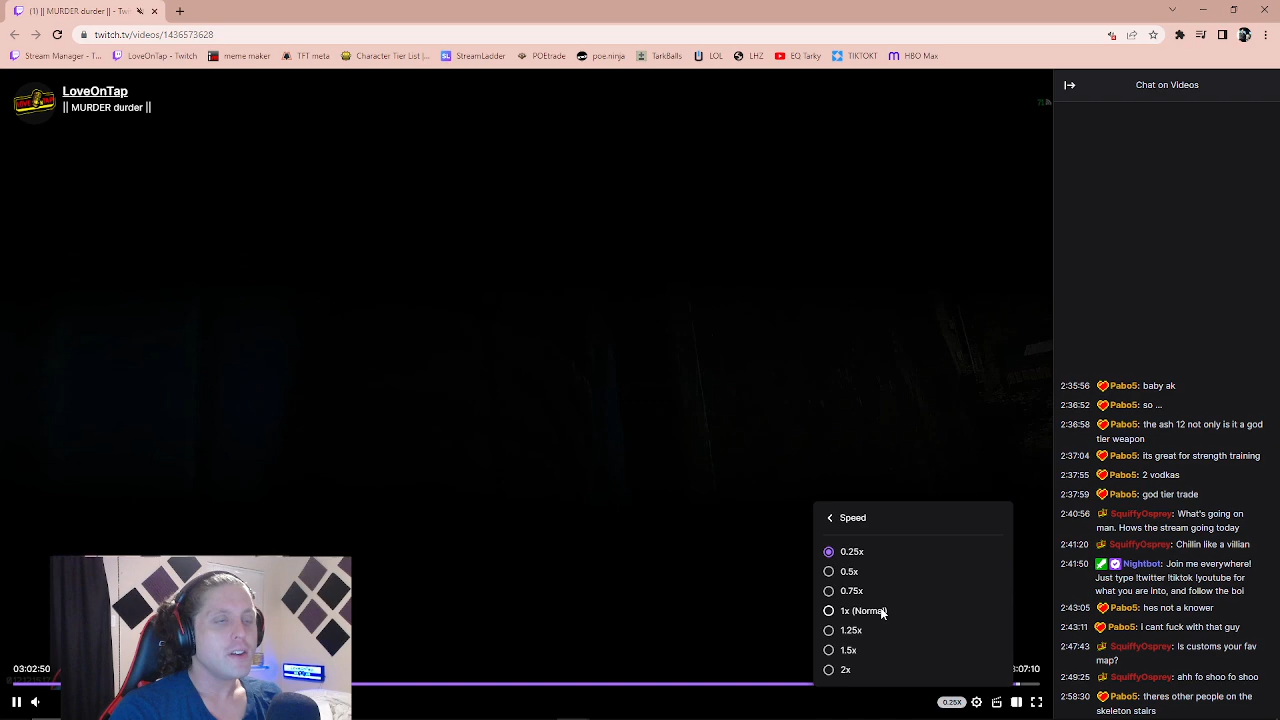 (1) || MURDER durder || - Twi
twitch.tv/videos/1436573628
Stream Manager - T...
LoveOnTap - Twitch
meme maker
TFT meta
Character Tier List |...
SL StreamLadder
POEtrade
poe.ninja
TarkBalls
LOL
LHZ
EQ Tarky
TIKTOKT
HBO Max
LoveOnTap
|| MURDER durder ||
71
Chat on Videos
2:35:56 Pabo5: baby ak
2:36:52 Pabo5: so ...
2:36:58 Pabo5: the ash 12 not only is it a god
tier weapon
2:37:04 Pabo5: its great for strength training
2:37:55 Pabo5: 2 vodkas
2:37:59 Pabo5: god tier trade
2:40:56 SquiffyOsprey: What's going on
man. Hows the stream going today
2:41:20 SquiffyOsprey: Chillin like a villian
2:41:50 Nightbot: Join me everywhere!
Just type !twitter !tiktok !youtube for
what you are into, and follow the boi
2:43:05 Pabo5: hes not a knower
2:43:11 Pabo5: i cant fuck with that guy
2:47:43 SquiffyOsprey: Is customs your fav
map?
2:49:25 SquiffyOsprey: ahh fo shoo fo shoo
2:58:30 Pabo5: theres other people on the
skeleton stairs
Speed
0.25x
0.5x
0.75x
1x (Normal)
1.25x
1.5x
2x
03:02:50
3:07:10
0.25X